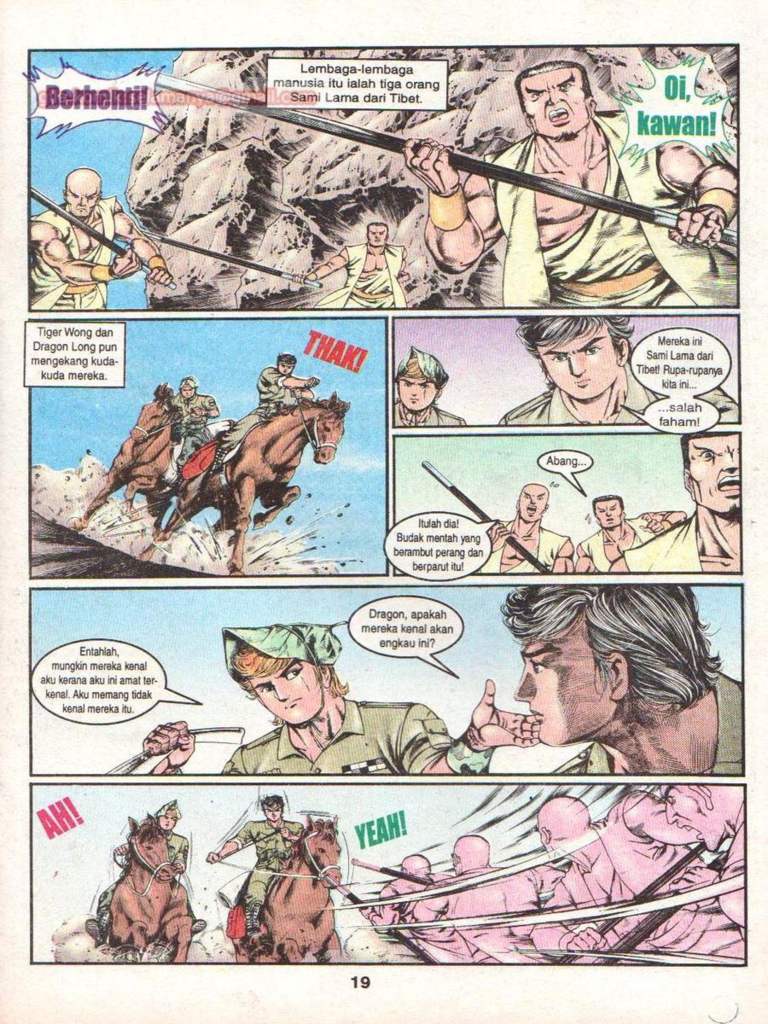 Berhenti!
Lembaga-lembaga
manusia itu ialah tiga orang
Sami Lama dari Tibet.
Oi,
kawan!
Tiger Wong dan
Dragon Long pun
mengekang kuda-
kuda mereka.
THAK!
Mereka ini
Sami Lama dari
Tibet! Rupa-rupanya
kita ini...
...salah
faham!
Abang...
Itulah dia!
Budak mentah yang
berambut perang dan
berparut itu!
Dragon, apakah
mereka kenal akan
engkau ini?
Entahlah,
mungkin mereka kenal
aku kerana aku ini amat ter-
kenal. Aku memang tidak
kenal mereka itu.
AH!
YEAH!
19